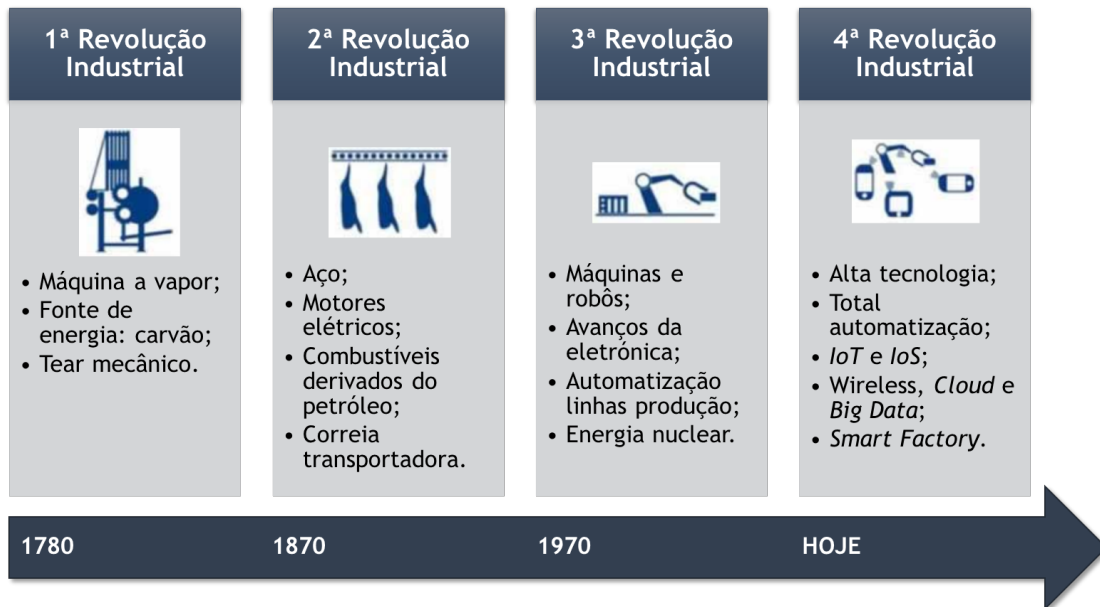 1ª Revolução
Industrial
• Máquina a vapor;
• Fonte de
energia: carvão;
• Tear mecânico.
2ª Revolução
Industrial
• Aço;
• Motores
elétricos;
• Combustíveis
derivados do
petróleo;
• Correia
transportadora.
3ª Revolução
Industrial
• Máquinas e
robôs;
• Avanços da
eletrónica;
• Automatização
linhas produção;
• Energia nuclear.
4ª Revolução
Industrial
• Alta tecnologia;
• Total
automatização;
• IoT e IoS;
• Wireless, Cloud e
Big Data;
• Smart Factory.
1780
1870
1970
HOJE